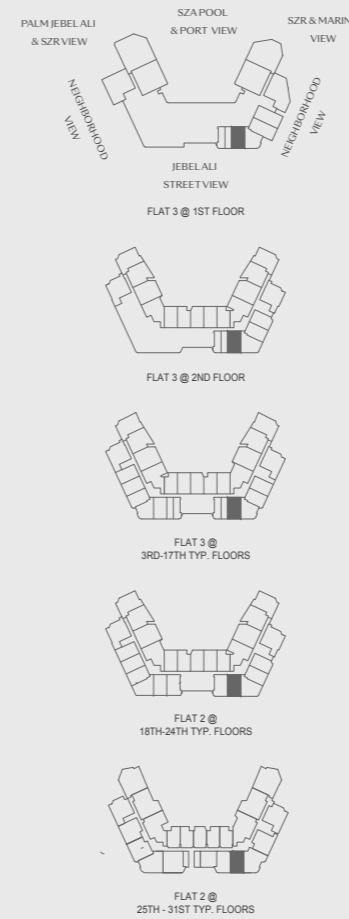 PALM JEBEL ALI
& SZR VIEW
SZA POOL
& PORT VIEW
SZR & MARIN
VIEW
NEIGHBORHOOD
VIEW
NEIGHBORHOOD
VIEW
JEBEL ALI
STREET VIEW
FLAT 3 @ 1ST FLOOR
FLAT 3 @ 2ND FLOOR
FLAT 3 @
3RD-17TH TYP. FLOORS
FLAT 2 @
18TH-24TH TYP. FLOORS
FLAT 2 @
25TH - 31ST TYP. FLOORS